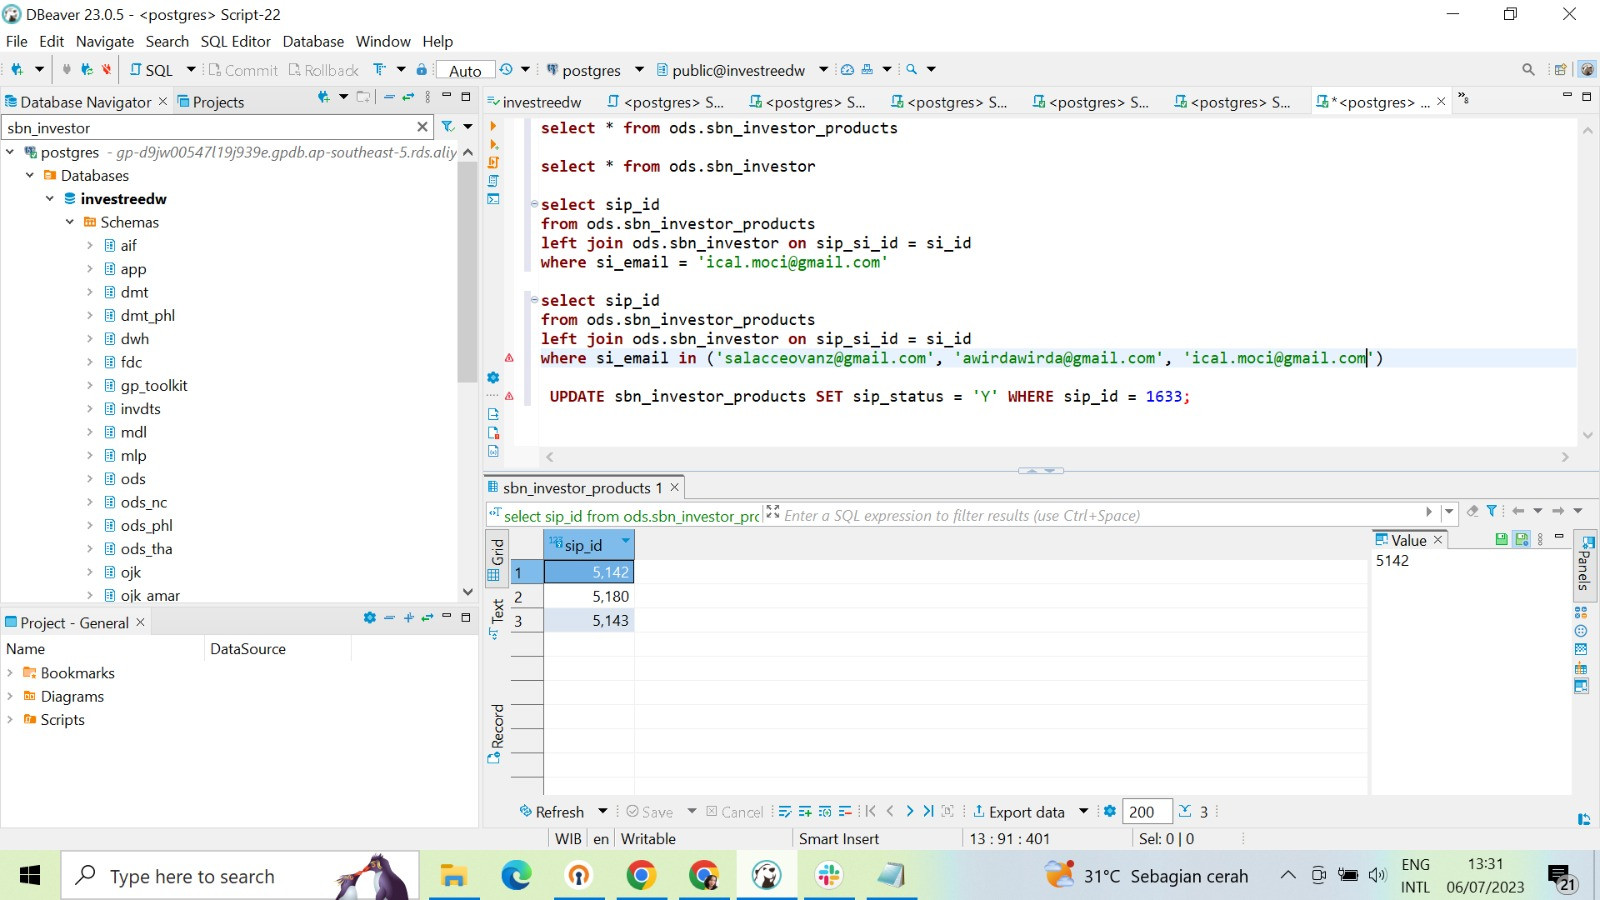 DBeaver 23.0.5 - <postgres> Script-22
File Edit Navigate Search SQL Editor Database Window Help
SQL Commit Rollback Auto postgres public@investreedw
Database Navigator Projects
investreedw <postgres> S... <postgres> S... <postgres> S... <postgres> S... <postgres> S... *<postgres> ... »8
sbn_investor
postgres - gp-d9jw00547l19j939e.gpdb.ap-southeast-5.rds.aliy
Databases
investreedw
Schemas
aif
app
dmt
dmt_phl
dwh
fdc
gp_toolkit
invdts
mdl
mlp
ods
ods_nc
ods_phl
ods_tha
ojk
ojk_amar
select * from ods.sbn_investor_products
select * from ods.sbn_investor
select sip_id
from ods.sbn_investor_products
left join ods.sbn_investor on sip_si_id = si_id
where si_email = 'ical.moci@gmail.com'
select sip_id
from ods.sbn_investor_products
left join ods.sbn_investor on sip_si_id = si_id
where si_email in ('salacceovanz@gmail.com', 'awirdawirda@gmail.com', 'ical.moci@gmail.com')
UPDATE sbn_investor_products SET sip_status = 'Y' WHERE sip_id = 1633;
Project - General
Name DataSource
Bookmarks
Diagrams
Scripts
sbn_investor_products 1
select sip_id from ods.sbn_investor_pro Enter a SQL expression to filter results (use Ctrl+Space)
Grid
Text
Record
123 sip_id
1 5,142
2 5,180
3 5,143
Value
5142
Panels
Refresh Save Cancel Export data 200 3
WIB en Writable Smart Insert 13 : 91 : 401 Sel: 0 | 0
Type here to search
31°C Sebagian cerah
ENG
INTL
13:31
06/07/2023
21